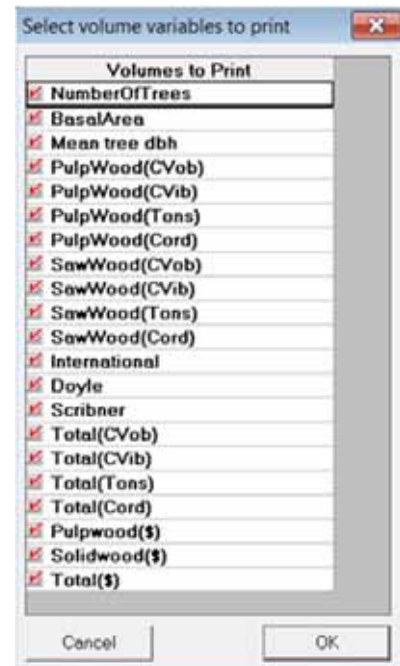 Select volume variables to print
Volumes to Print
NumberOfTrees
BasalArea
Mean tree dbh
PulpWood(CVob)
PulpWood(CVib)
PulpWood(Tons)
PulpWood(Cord)
SawWood(CVob)
SawWood(CVib)
SawWood(Tons)
SawWood(Cord)
International
Doyle
Scribner
Total(CVob)
Total(CVib)
Total(Tons)
Total(Cord)
Pulpwood($)
Solidwood($)
Total($)
Cancel OK